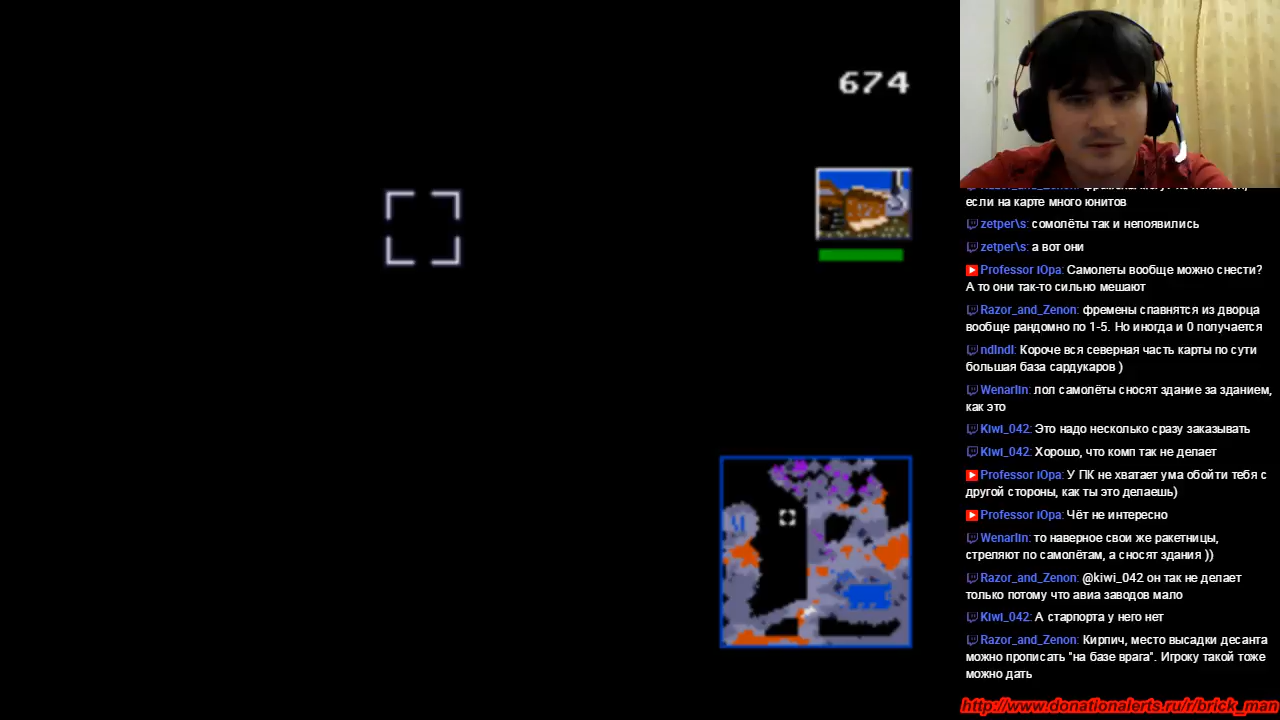 674
если на карте много юнитов
zetper\s: сомолёты так и непоявились
zetper\s: а вот они
Professor iOpa: Самолеты вообще можно снести?
А то они так-то сильно мешают
Razor_and_Zenon: фремены спавнятся из дворца
вообще рандомно по 1-5. Но иногда и 0 получается
ndIndI: Короче вся северная часть карты по сути
большая база сардукаров )
Wenarlin: лол самолёты сносят здание за зданием,
как это
Kiwi_042: Это надо несколько сразу заказывать
Kiwi_042: Хорошо, что комп так не делает
Professor iOpa: У ПК не хватает ума обойти тебя с
другой стороны, как ты это делаешь)
Professor iOpa: Чёт не интересно
Wenarlin: то наверное свои же ракетницы,
стреляют по самолётам, а сносят здания ))
Razor_and_Zenon: @kiwi_042 он так не делает
только потому что авиа заводов мало
Kiwi_042: А старпорта у него нет
Razor_and_Zenon: Кирпич, место высадки десанта
можно прописать "на базе врага". Игроку такой тоже
можно дать
http://www.donationalerts.ru/r/brick_man